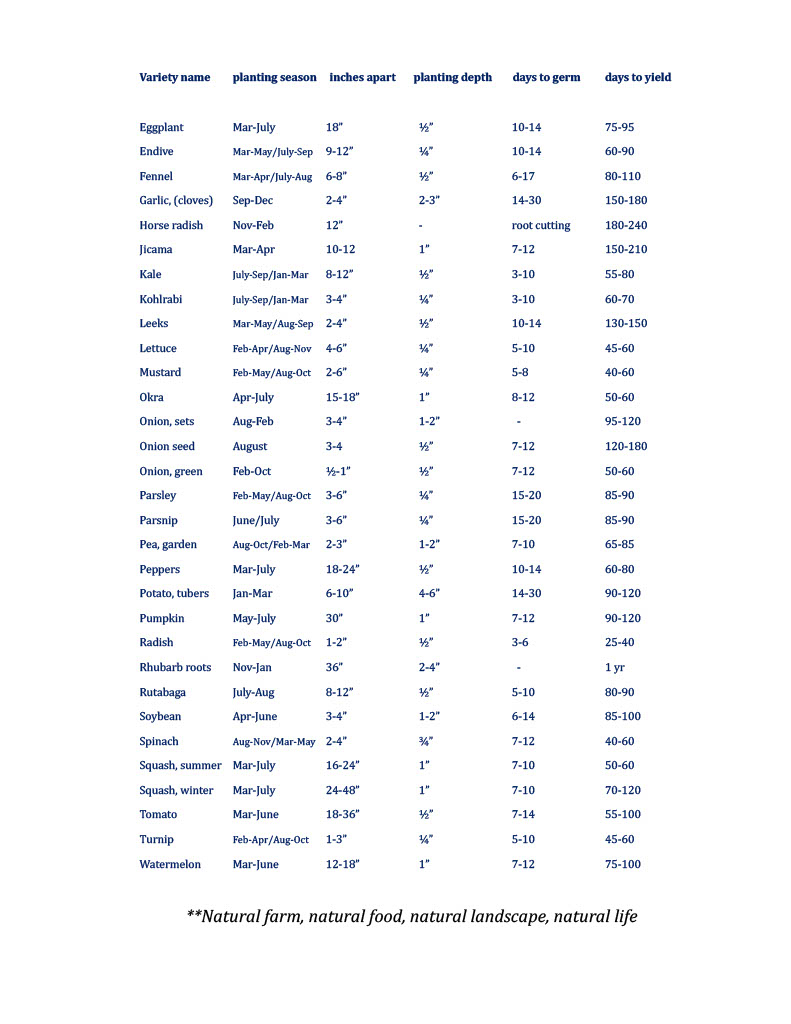 Variety name planting season inches apart planting depth days to germ days to yield
Eggplant Mar-July 18” ½” 10-14 75-95
Endive Mar-May/July-Sep 9-12” ¼” 10-14 60-90
Fennel Mar-Apr/July-Aug 6-8” ½” 6-17 80-110
Garlic, (cloves) Sep-Dec 2-4” 2-3” 14-30 150-180
Horse radish Nov-Feb 12” - root cutting 180-240
Jicama Mar-Apr 10-12 1” 7-12 150-210
Kale July-Sep/Jan-Mar 8-12” ½” 3-10 55-80
Kohlrabi July-Sep/Jan-Mar 3-4” ¼” 3-10 60-70
Leeks Mar-May/Aug-Sep 2-4” ½” 10-14 130-150
Lettuce Feb-Apr/Aug-Nov 4-6” ¼” 5-10 45-60
Mustard Feb-May/Aug-Oct 2-6” ¼” 5-8 40-60
Okra Apr-July 15-18” 1” 8-12 50-60
Onion, sets Aug-Feb 3-4” 1-2” - 95-120
Onion seed August 3-4 ½” 7-12 120-180
Onion, green Feb-Oct ½-1” ½” 7-12 50-60
Parsley Feb-May/Aug-Oct 3-6” ¼” 15-20 85-90
Parsnip June/July 3-6” ¼” 15-20 85-90
Pea, garden Aug-Oct/Feb-Mar 2-3” 1-2” 7-10 65-85
Peppers Mar-July 18-24” ½” 10-14 60-80
Potato, tubers Jan-Mar 6-10” 4-6” 14-30 90-120
Pumpkin May-July 30” 1” 7-12 90-120
Radish Feb-May/Aug-Oct 1-2” ½” 3-6 25-40
Rhubarb roots Nov-Jan 36” 2-4” - 1 yr
Rutabaga July-Aug 8-12” ½” 5-10 80-90
Soybean Apr-June 3-4” 1-2” 6-14 85-100
Spinach Aug-Nov/Mar-May 2-4” ¾” 7-12 40-60
Squash, summer Mar-July 16-24” 1” 7-10 50-60
Squash, winter Mar-July 24-48” 1” 7-10 70-120
Tomato Mar-June 18-36” ½” 7-14 55-100
Turnip Feb-Apr/Aug-Oct 1-3” ¼” 5-10 45-60
Watermelon Mar-June 12-18” 1” 7-12 75-100
**Natural farm, natural food, natural landscape, natural life